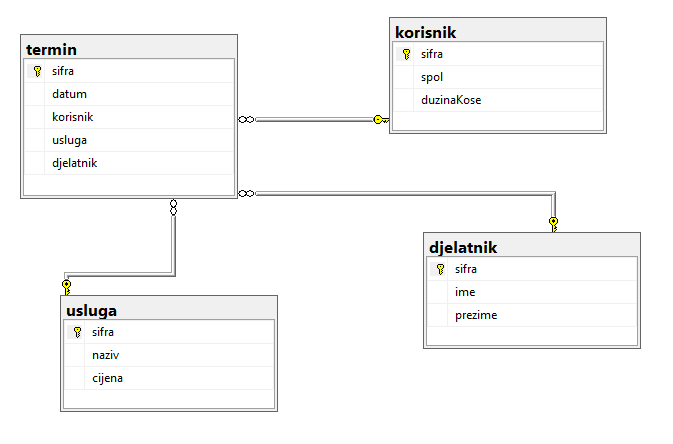 termin
sifra
datum
korisnik
usluga
djelatnik
korisnik
sifra
spol
duzinaKose
djelatnik
sifra
ime
prezime
usluga
sifra
naziv
cijena